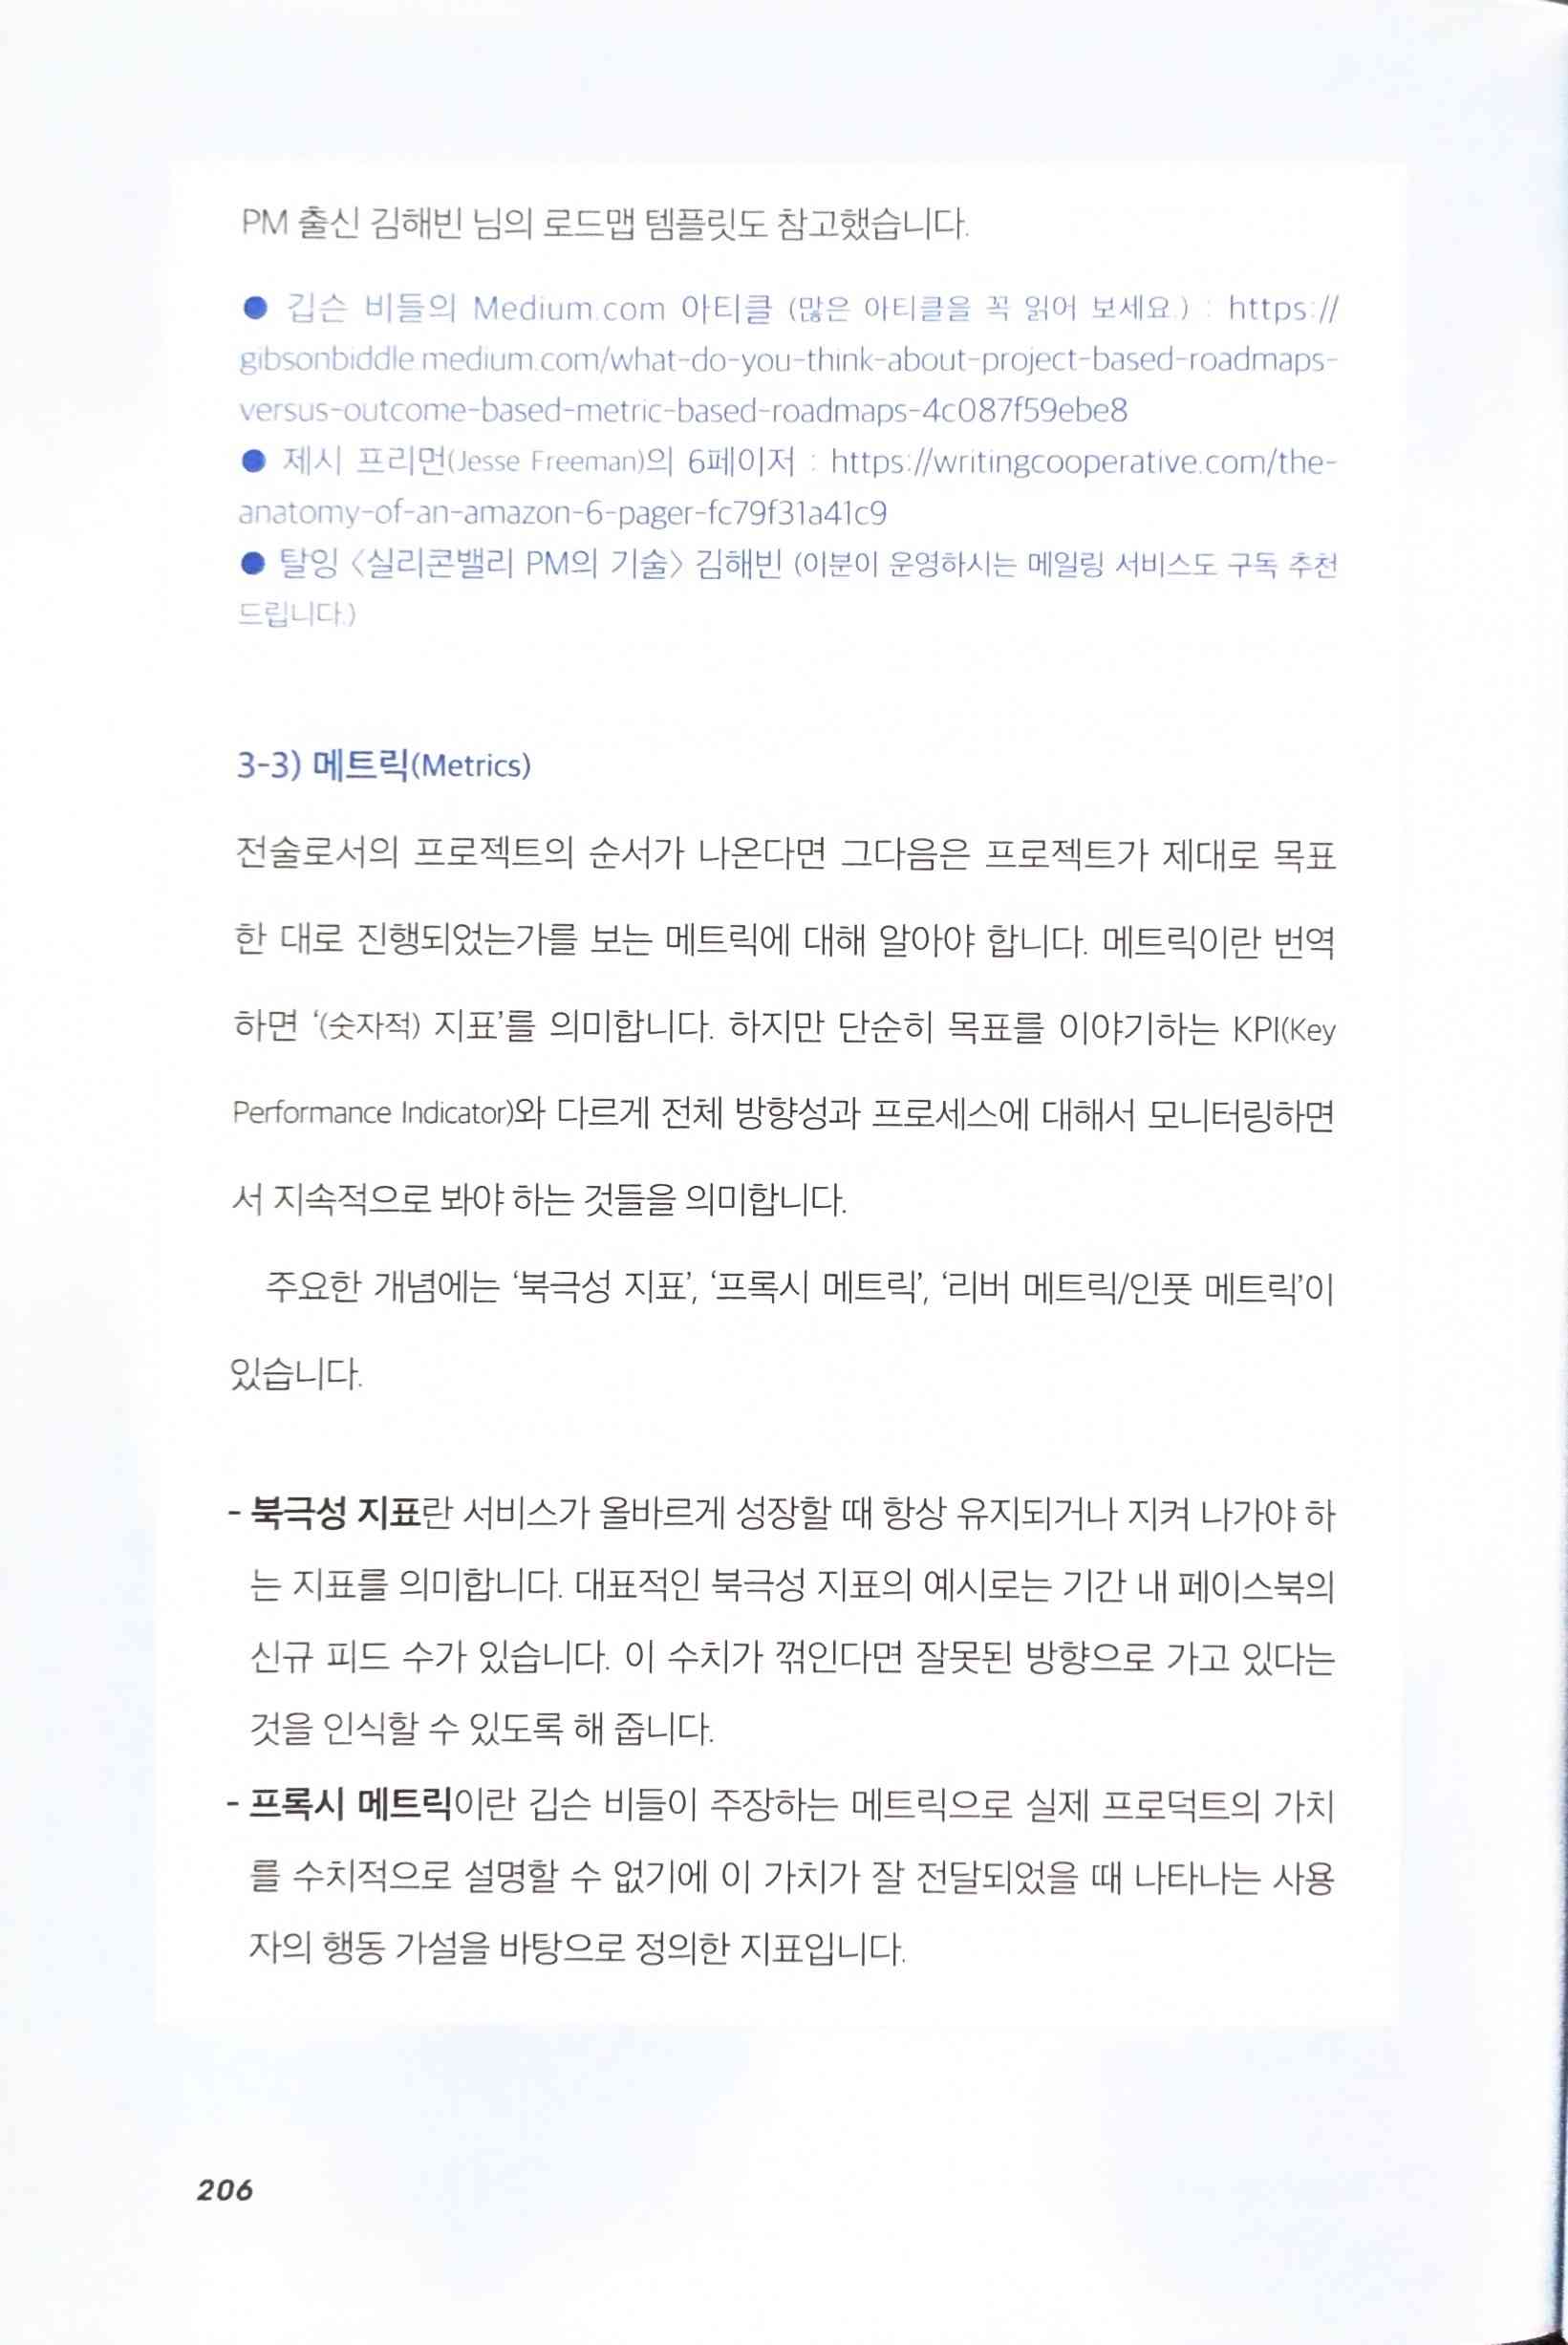 PM 출신 김해빈 님의 로드맵 템플릿도 참고했습니다.
● 깁슨 비들의 Medium.com 아티클 (많은 아티클을 꼭 읽어 보세요.) : https://
gibsonbiddle.medium.com/what-do-you-think-about-project-based-roadmaps-
versus-outcome-based-metric-based-roadmaps-4c087f59ebe8
● 제시 프리먼(Jesse Freeman)의 6페이저 : https://writingcooperative.com/the-
anatomy-of-an-amazon-6-pager-fc79f31a41c9
● 탈잉 <실리콘밸리 PM의 기술> 김해빈 (이분이 운영하시는 메일링 서비스도 구독 추천
드립니다.)
3-3) 메트릭(Metrics)
전술로서의 프로젝트의 순서가 나온다면 그다음은 프로젝트가 제대로 목표
한 대로 진행되었는가를 보는 메트릭에 대해 알아야 합니다. 메트릭이란 번역
하면 '(숫자적) 지표'를 의미합니다. 하지만 단순히 목표를 이야기하는 KPI(Key
Performance Indicator)와 다르게 전체 방향성과 프로세스에 대해서 모니터링하면
서 지속적으로 봐야 하는 것들을 의미합니다.
주요한 개념에는 '북극성 지표', '프록시 메트릭', '리버 메트릭/인풋 메트릭'이
있습니다.
- 북극성 지표란 서비스가 올바르게 성장할 때 항상 유지되거나 지켜 나가야 하
는 지표를 의미합니다. 대표적인 북극성 지표의 예시로는 기간 내 페이스북의
신규 피드 수가 있습니다. 이 수치가 꺾인다면 잘못된 방향으로 가고 있다는
것을 인식할 수 있도록 해 줍니다.
- 프록시 메트릭이란 깁슨 비들이 주장하는 메트릭으로 실제 프로덕트의 가치
를 수치적으로 설명할 수 없기에 이 가치가 잘 전달되었을 때 나타나는 사용
자의 행동 가설을 바탕으로 정의한 지표입니다.
206